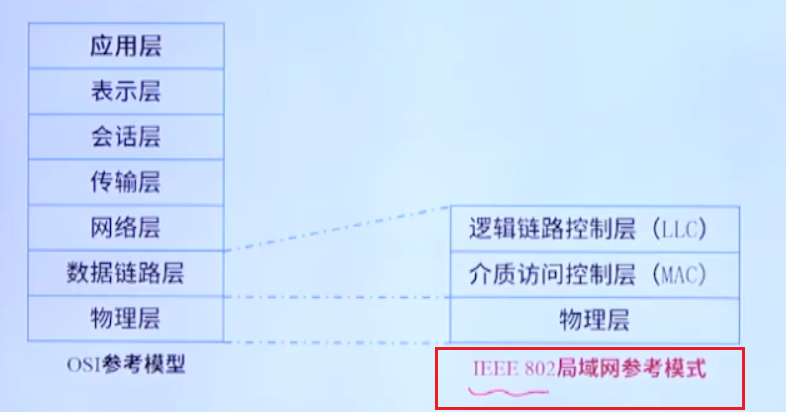 应用层
表示层
会话层
传输层
网络层
数据链路层
物理层
OSI参考模型
逻辑链路控制层（LLC）
介质访问控制层（MAC）
物理层
IEEE 802局域网参考模式